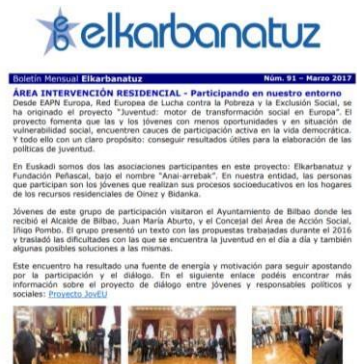 elkarbanatuz
Boletín Mensual Elkarbanatuz Núm. 91 – Marzo 2017
ÁREA INTERVENCIÓN RESIDENCIAL - Participando en nuestro entorno
Desde EAPN Europa, Red Europea de Lucha contra la Pobreza y la Exclusión Social, se
ha originado el proyecto "Juventud: motor de transformación social en Europa". El
proyecto fomenta que las y los jóvenes con menos oportunidades y en situación de
vulnerabilidad social, encuentren cauces de participación activa en la vida democrática.
Y todo ello con un claro propósito: conseguir resultados útiles para la elaboración de las
políticas de juventud.
En Euskadi somos dos las asociaciones participantes en este proyecto: Elkarbanatuz y
Fundación Peñascal, bajo el nombre "Anai-arrebak". En nuestra entidad, las personas
que participan son los jóvenes que realizan sus procesos socioeducativos en los hogares
de los recursos residenciales de Oinez y Bidanka.
Jóvenes de este grupo de participación visitaron el Ayuntamiento de Bilbao donde les
recibió el Alcalde de Bilbao, Juan María Aburto, y el Concejal del Área de Acción Social,
Iñigo Pombo. El grupo presentó un texto con las propuestas trabajadas durante el 2016
y trasladó las dificultades con las que se encuentra la juventud en el día a día y también
algunas posibles soluciones a las mismas.
Este encuentro ha resultado una fuente de energía y motivación para seguir apostando
por la participación y el diálogo. En el siguiente enlace podéis encontrar más
información sobre el proyecto de diálogo entre jóvenes y responsables políticos y
sociales: Proyecto JovEU